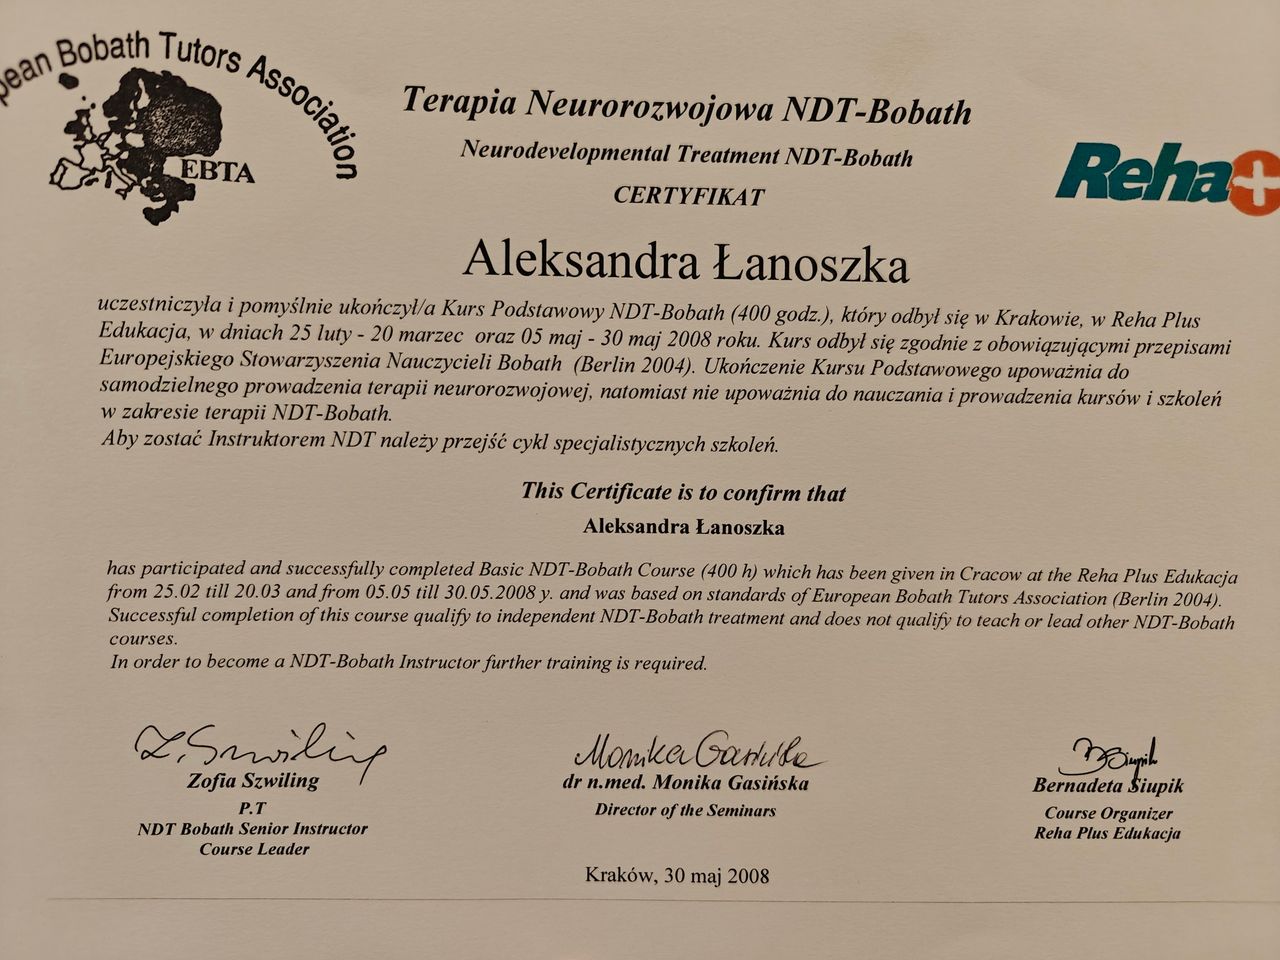 pean Bobath Tutors Association
EBTA
Terapia Neurorozwojowa NDT-Bobath
Neurodevelopmental Treatment NDT-Bobath
CERTYFIKAT
Reha+
Aleksandra Łanoszka
uczestniczyła i pomyślnie ukończył/a Kurs Podstawowy NDT-Bobath (400 godz.), który odbył się w Krakowie, w Reha Plus
Edukacja, w dniach 25 luty - 20 marzec oraz 05 maj - 30 maj 2008 roku. Kurs odbył się zgodnie z obowiązującymi przepisami
Europejskiego Stowarzyszenia Nauczycieli Bobath (Berlin 2004). Ukończenie Kursu Podstawowego upoważnia do
samodzielnego prowadzenia terapii neurorozwojowej, natomiast nie upoważnia do nauczania i prowadzenia kursów i szkoleń
w zakresie terapii NDT-Bobath.
Aby zostać Instruktorem NDT należy przejść cykl specjalistycznych szkoleń.
This Certificate is to confirm that
Aleksandra Łanoszka
has participated and successfully completed Basic NDT-Bobath Course (400 h) which has been given in Cracow at the Reha Plus Edukacja
from 25.02 till 20.03 and from 05.05 till 30.05.2008 y. and was based on standards of European Bobath Tutors Association (Berlin 2004).
Successful completion of this course qualify to independent NDT-Bobath treatment and does not qualify to teach or lead other NDT-Bobath
courses.
In order to become a NDT-Bobath Instructor further training is required.
Z. Szwiling
Zofia Szwiling
P.T
NDT Bobath Senior Instructor
Course Leader
Monika Gasińska
dr n.med. Monika Gasińska
Director of the Seminars
BSiupik
Bernadeta Siupik
Course Organizer
Reha Plus Edukacja
Kraków, 30 maj 2008